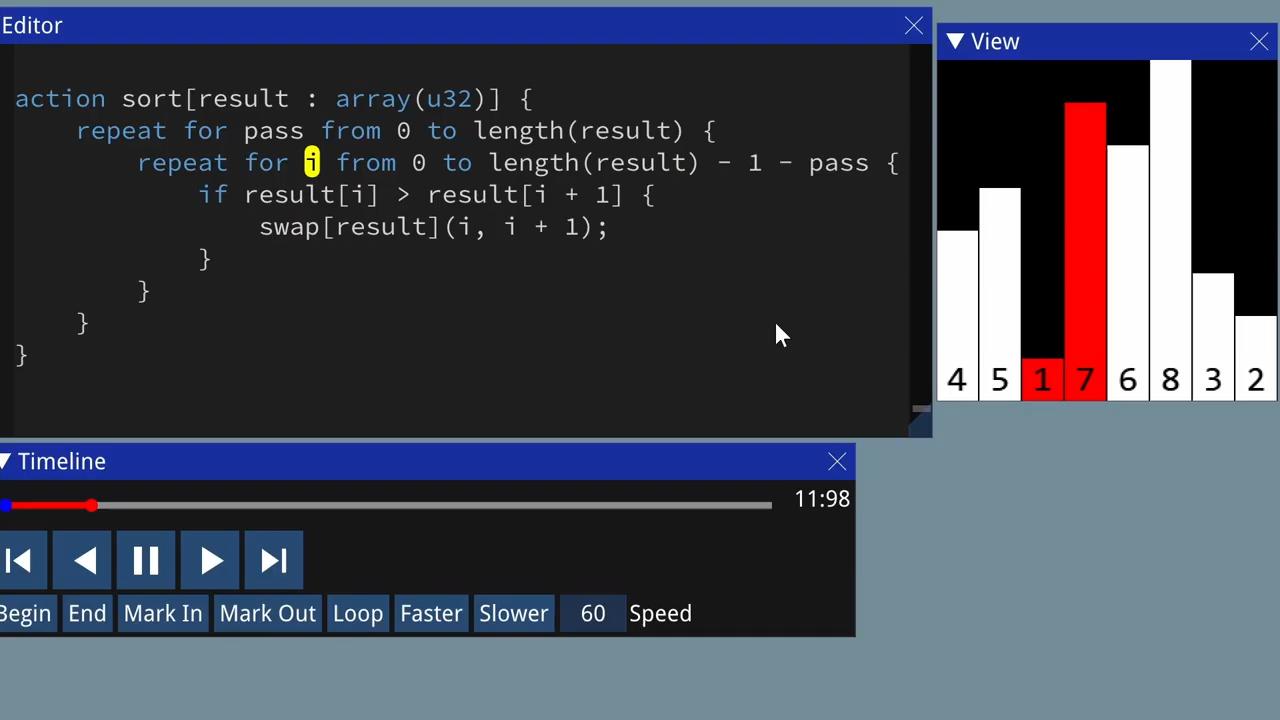 Editor
action sort[result : array(u32)] {
repeat for pass from 0 to length(result) {
repeat for i from 0 to length(result) - 1 - pass {
if result[i] > result[i + 1] {
swap[result](i, i + 1);
}
}
}
}
View
4 5 1 7 6 8 3 2
Timeline
11:98
Begin End Mark In Mark Out Loop Faster Slower 60 Speed